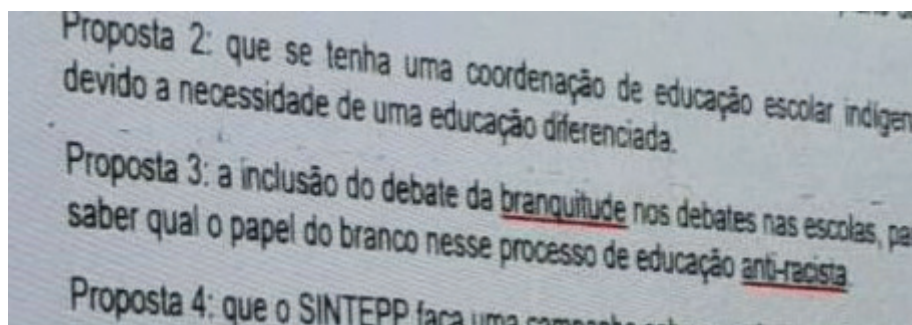 Proposta 2: que se tenha uma coordenação de educação escolar
devido a necessidade de uma educação diferenciada.
Proposta 3: a inclusão do debate da branquitude nos debates nas escolas,
saber qual o papel do branco nesse processo de educação anti-racista.
Proposta 4: que o SINTEPP faça uma campanha